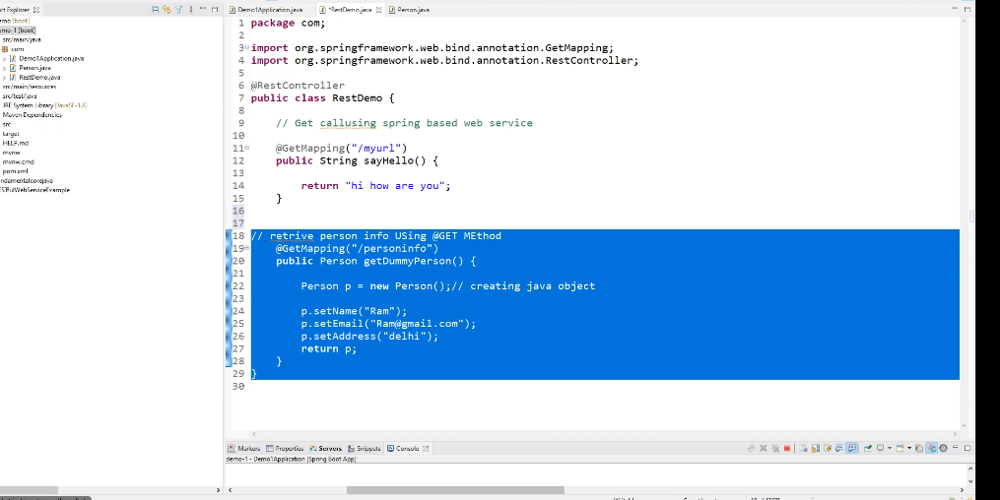 ct Explorer
emo [boot]
emo-1 [boot]
src/main/java
com
Demo1Application.java
Person.java
RestDemo.java
src/main/resources
src/test/java
JRE System Library [JavaSE-1.8]
Maven Dependencies
src
target
HELP.md
mvnw
mvnw.cmd
pom.xml
ndamentalcorejava
ESTfulWebServiceExample
Demo1Application.java *RestDemo.java Person.java
1 package com;
2
3 import org.springframework.web.bind.annotation.GetMapping;
4 import org.springframework.web.bind.annotation.RestController;
5
6 @RestController
7 public class RestDemo {
8
9 // Get callusing spring based web service
10
11 @GetMapping("/myurl")
12 public String sayHello() {
13
14 return "hi how are you";
15 }
16
17
18 // retrive person info USing @GET MEthod
19 @GetMapping("/personinfo")
20 public Person getDummyPerson() {
21
22 Person p = new Person();// creating java object
23
24 p.setName("Ram");
25 p.setEmail("Ram@gmail.com");
26 p.setAddress("delhi");
27 return p;
28 }
29 }
30
Markers Properties Servers Snippets Console
demo-1 - Demo1Application [Spring Boot App]